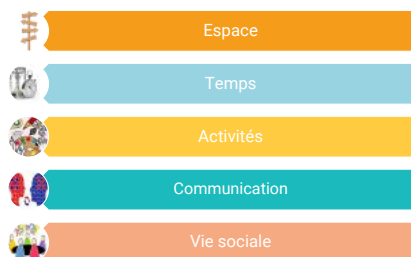 Espace
Temps
Activités
Communication
Vie sociale